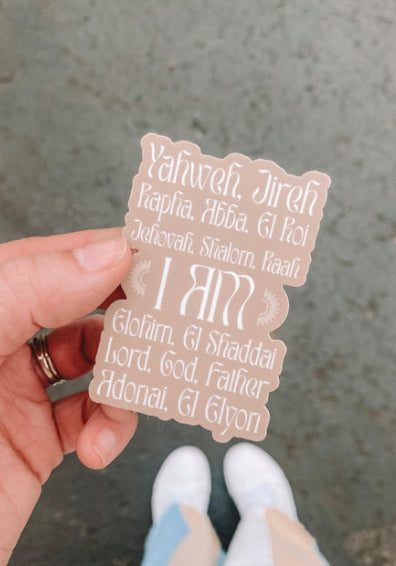 Yahweh, Jireh
Rapha, Abba, El Roi
Jehovah, Shalom, Raah
I AM
Elohim, El Shaddai
Lord, God, Father
Adonai, El Elyon